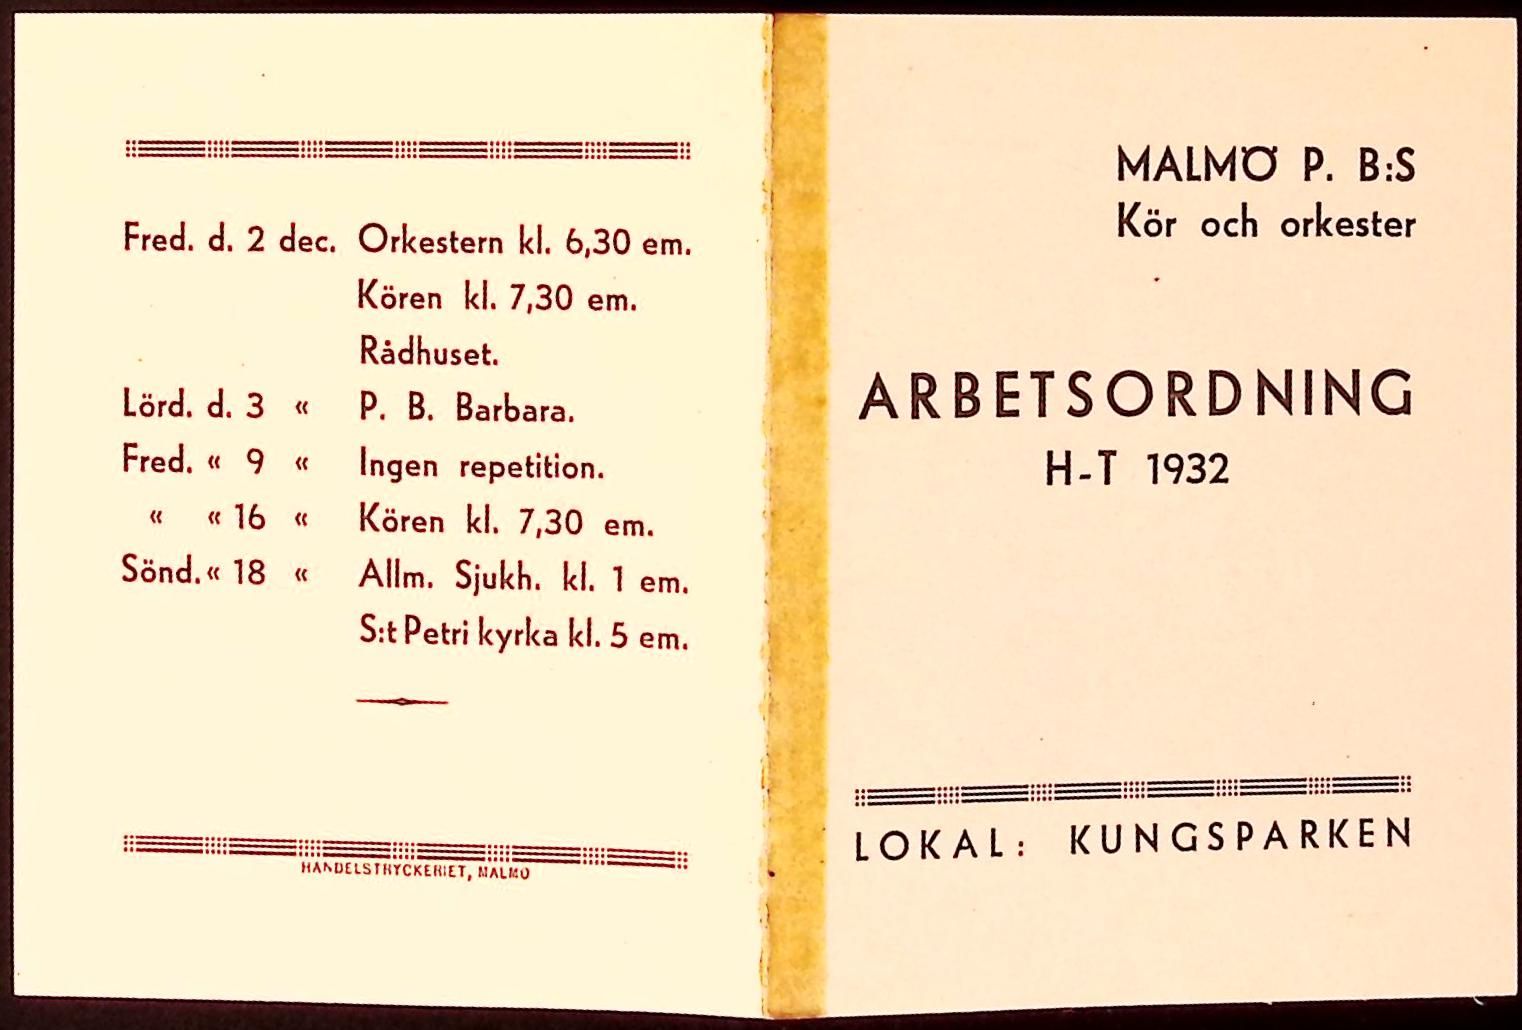 Fred. d. 2 dec. Orkestern kl. 6,30 em.
Kören kl. 7,30 em.
Rådhuset.
Lörd. d. 3 « P. B. Barbara.
Fred. « 9 « Ingen repetition.
« « 16 « Kören kl. 7,30 em.
Sönd. « 18 « Allm. Sjukh. kl. 1 em.
S:t Petri kyrka kl. 5 em.
HANDELSTRYCKERIET, MALMÖ
MALMÖ P. B:S
Kör och orkester
ARBETSORDNING
H-T 1932
LOKAL: KUNGSPARKEN